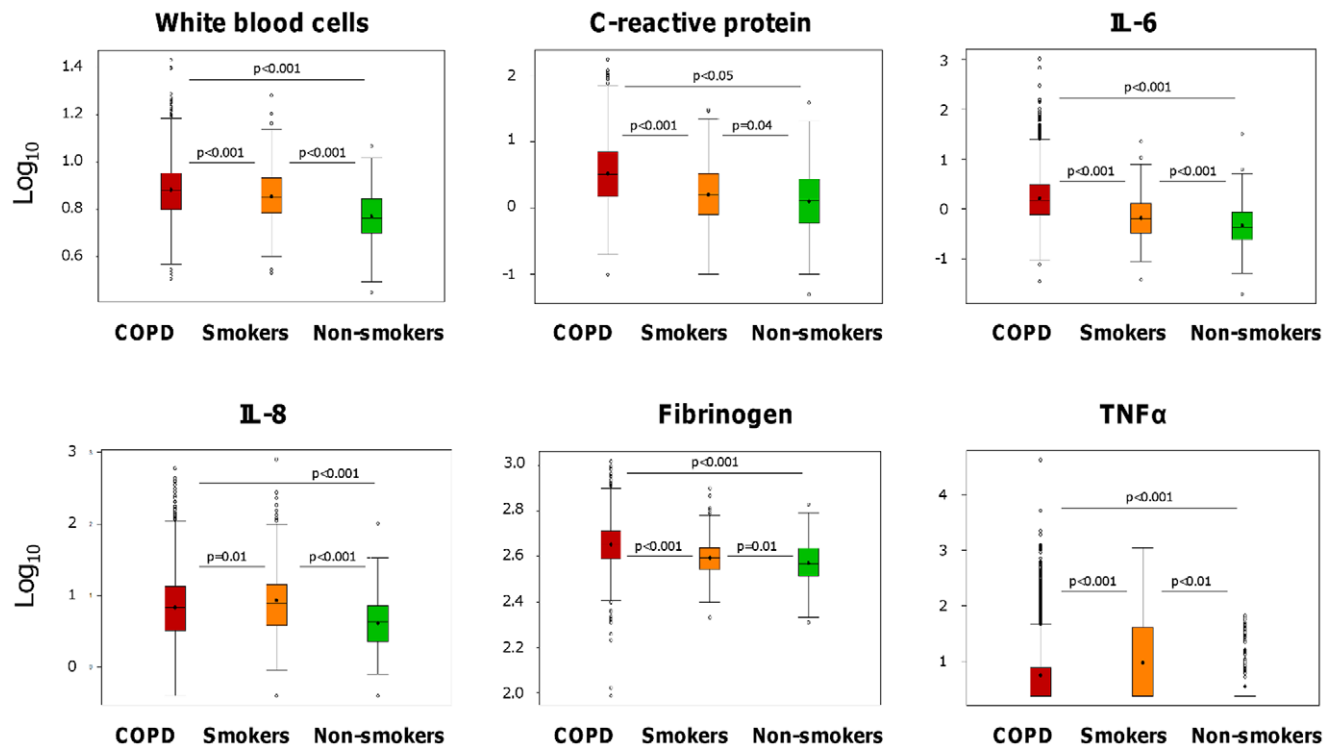 White blood cells
C-reactive protein
IL-6
Log10
1.4
1.2
1.0
0.8
0.6
p<0.001
p<0.001
p<0.001
2
1
0
-1
p<0.05
p<0.001
p=0.04
3
2
1
0
-1
p<0.001
p<0.001
p<0.001
COPD Smokers Non-smokers
COPD Smokers Non-smokers
COPD Smokers Non-smokers
IL-8
Fibrinogen
TNFα
Log10
3
2
1
0
p<0.001
p=0.01
p<0.001
3.0
2.8
2.6
2.4
2.2
2.0
p<0.001
p<0.001
p=0.01
4
3
2
1
p<0.001
p<0.001
p<0.01
COPD Smokers Non-smokers
COPD Smokers Non-smokers
COPD Smokers Non-smokers